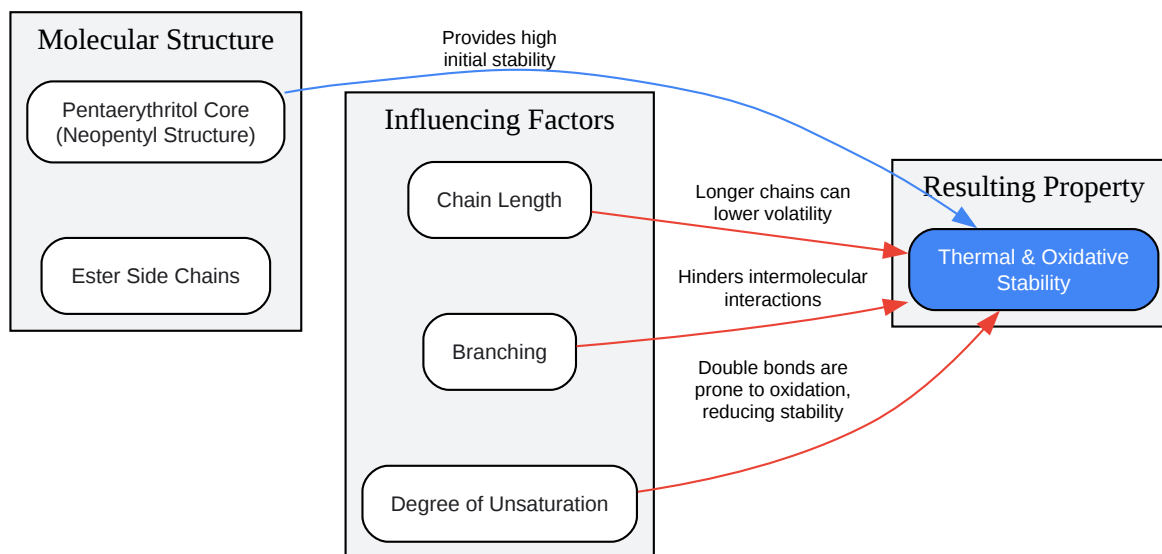 Molecular Structure
Pentaerythritol Core
(Neopentyl Structure)
Ester Side Chains
Provides high
initial stability
Influencing Factors
Chain Length
Branching
Degree of Unsaturation
Longer chains can
lower volatility
Hinders intermolecular
interactions
Double bonds are
prone to oxidation,
reducing stability
Resulting Property
Thermal & Oxidative
Stability